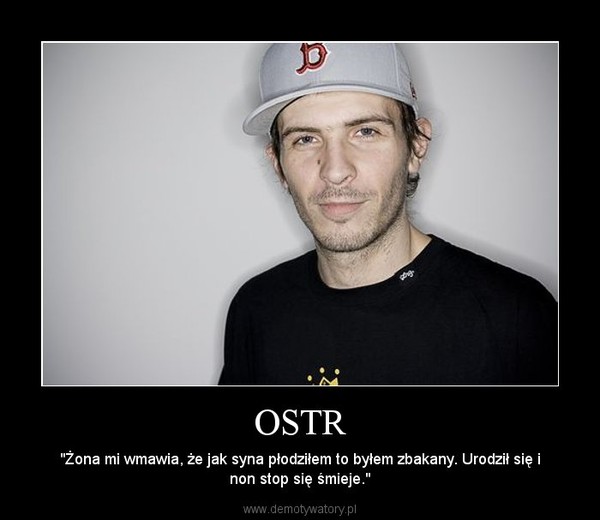 b
OSTR
"Żona mi wmawia, że jak syna płodziłem to byłem zbakany. Urodził się i
non stop się śmieje."
www.demotywatory.pl